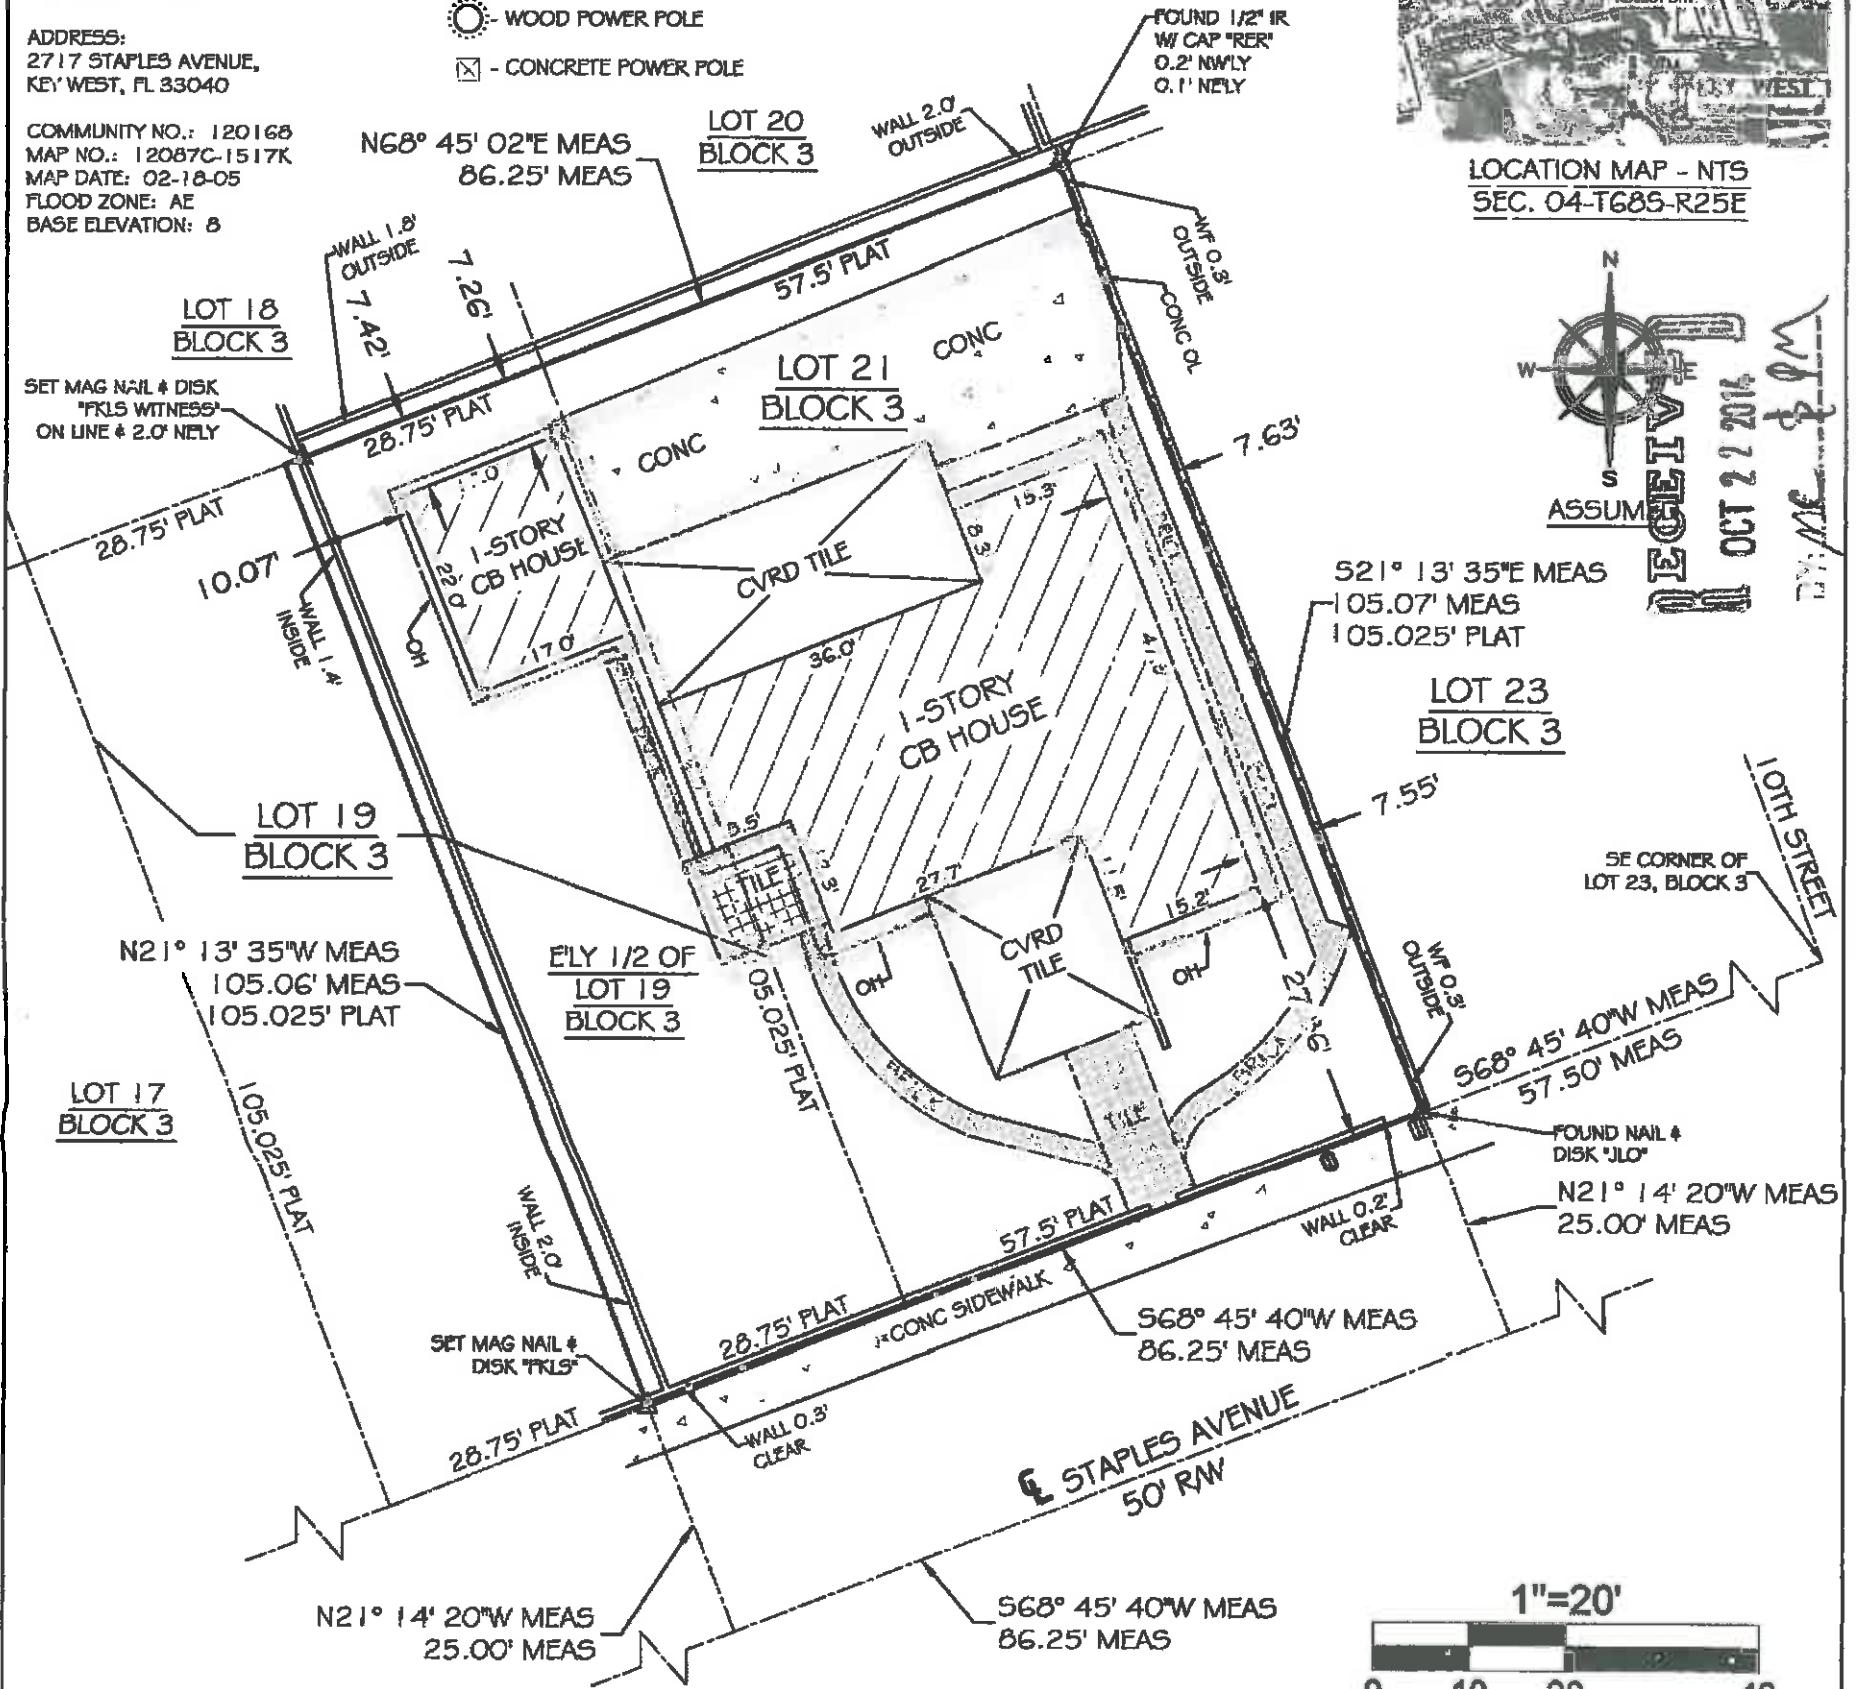 - WOOD POWER POLE
- CONCRETE POWER POLE
ADDRESS:
2717 STAPLES AVENUE,
KEY WEST, FL 33040
COMMUNITY NO.: 120168
MAP NO.: 12087C-1517K
MAP DATE: 02-18-05
FLOOD ZONE: AE
BASE ELEVATION: 8
FOUND 1/2" IR
W/ CAP "RER"
0.2' NW'LY
0.1' NE'LY
KEY WEST
LOCATION MAP - NTS
SEC. 04-T68S-R25E
N
W
E
S
RECEIVED
OCT 22 2014
N68° 45' 02"E MEAS
86.25' MEAS
LOT 20
BLOCK 3
WALL 2.0'
OUTSIDE
WALL 1.8'
OUTSIDE
7.42'
7.26'
57.5' PLAT
WF 0.3'
OUTSIDE
CONC OL
LOT 18
BLOCK 3
SET MAG NAIL & DISK
"FKLS WITNESS"
ON LINE & 2.0' NE'LY
28.75' PLAT
28.75' PLAT
LOT 21
BLOCK 3
CONC
CONC
7.63'
10.07'
WALL 1.4'
INSIDE
OH
22.0'
1-STORY
CB HOUSE
17.0'
CVRD TILE
8.3'
15.3'
36.0'
1-STORY
CB HOUSE
S21° 13' 35"E MEAS
105.07' MEAS
105.025' PLAT
LOT 23
BLOCK 3
7.55'
10TH STREET
SE CORNER OF
LOT 23, BLOCK 3
LOT 19
BLOCK 3
5.5'
TILE
27.7'
15.2'
CVRD
TILE
OH
OH
N21° 13' 35"W MEAS
105.06' MEAS
105.025' PLAT
E'LY 1/2 OF
LOT 19
BLOCK 3
05.025' PLAT
TILE
WF 0.3'
OUTSIDE
S68° 45' 40"W MEAS
57.50' MEAS
LOT 17
BLOCK 3
105.025' PLAT
FOUND NAIL &
DISK "JLO"
N21° 14' 20"W MEAS
25.00' MEAS
WALL 2.0'
INSIDE
57.5' PLAT
WALL 0.2'
CLEAR
28.75' PLAT
CONC SIDEWALK
S68° 45' 40"W MEAS
86.25' MEAS
SET MAG NAIL &
DISK "FKLS"
28.75' PLAT
WALL 0.3'
CLEAR
STAPLES AVENUE
50' R/W
N21° 14' 20"W MEAS
25.00' MEAS
S68° 45' 40"W MEAS
86.25' MEAS
1"=20'